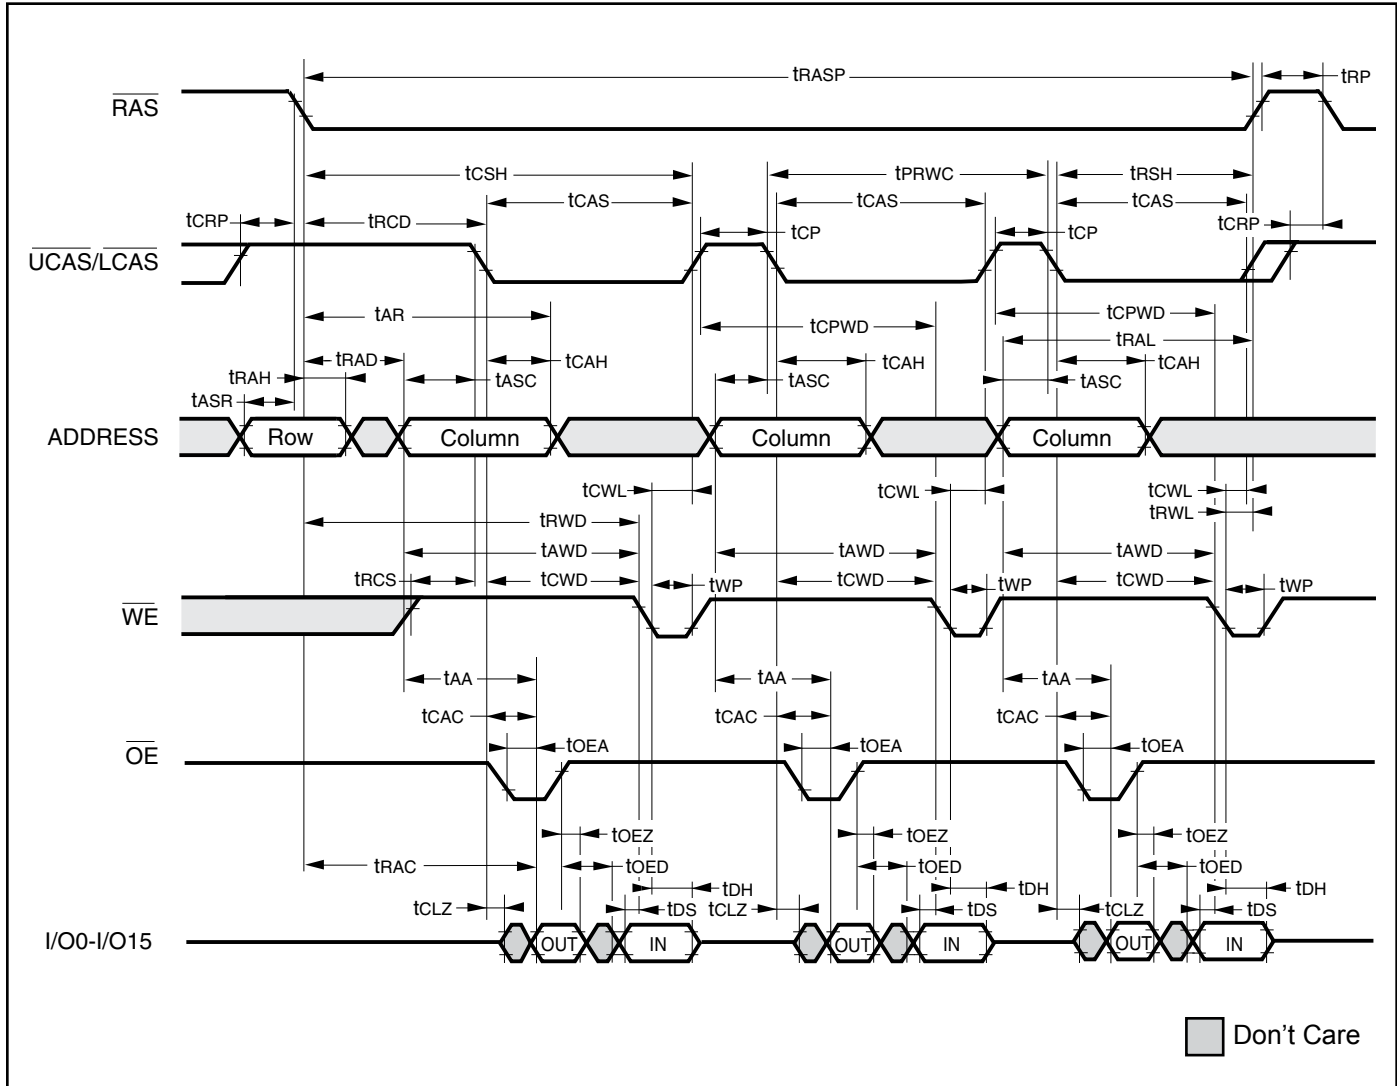 tRASP
tRP
RAS
tCSH
tPRWC
tRSH
tCAS
tCAS
tCAS
tCRP
tRCD
tCP
tCP
tCRP
UCAS/LCAS
tAR
tCPWD
tCPWD
tRAL
tRAD
tCAH
tCAH
tCAH
tRAH
tASC
tASC
tASC
tASR
ADDRESS
Row
Column
Column
Column
tCWL
tCWL
tCWL
tRWD
tRWL
tAWD
tAWD
tAWD
tRCS
tCWD
tWP
tCWD
tWP
tCWD
tWP
WE
tAA
tAA
tAA
tCAC
tCAC
tCAC
OE
tOEA
tOEA
tOEA
tOEZ
tOEZ
tOEZ
tRAC
tOED
tOED
tOED
tDH
tDH
tDH
tCLZ
tDS
tCLZ
tDS
tCLZ
tDS
I/O0-I/O15
OUT
IN
OUT
IN
OUT
IN
Don't Care